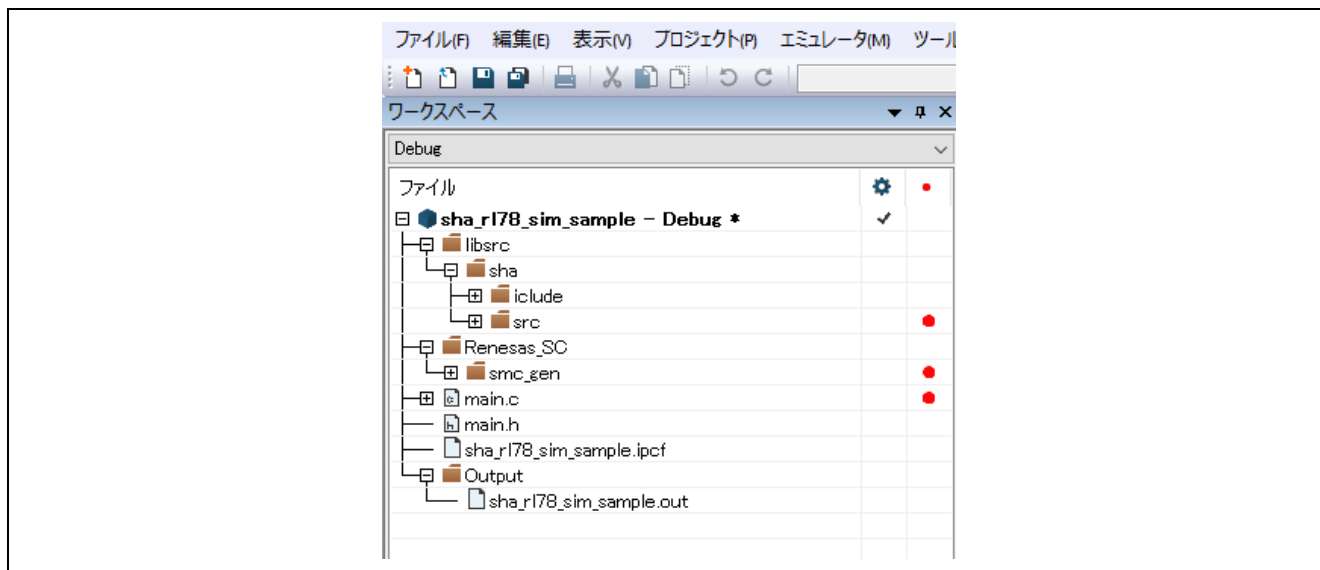 ファイル(F) 編集(E) 表示(V) プロジェクト(P) エミュレータ(M) ツール
ワークスペース
Debug
ファイル
sha_rl78_sim_sample - Debug *
libsrc
sha
iclude
src
Renesas_SC
smc_gen
main.c
main.h
sha_rl78_sim_sample.ipcf
Output
sha_rl78_sim_sample.out